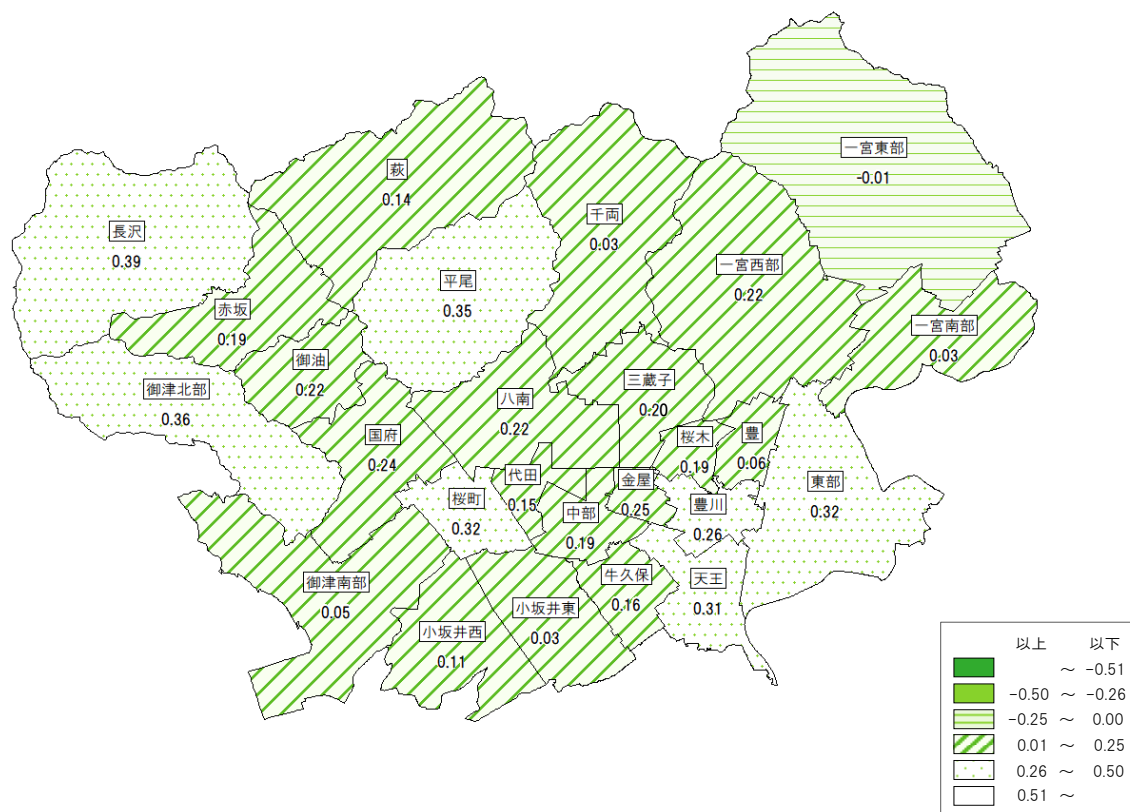 一宮東部
-0.01
萩
0.14
千両
0.03
長沢
0.39
一宮西部
0.22
平尾
0.35
赤坂
0.19
一宮南部
0.03
御油
0.22
三蔵子
0.20
御津北部
0.36
八南
0.22
国府
0.24
桜木
0.19
豊
0.06
代田
0.15
金屋
0.25
東部
0.32
桜町
0.32
豊川
0.26
中部
0.19
御津南部
0.05
牛久保
0.16
天王
0.31
小坂井東
0.03
小坂井西
0.11
以上 以下
～ -0.51
-0.50 ～ -0.26
-0.25 ～ 0.00
0.01 ～ 0.25
0.26 ～ 0.50
0.51 ～